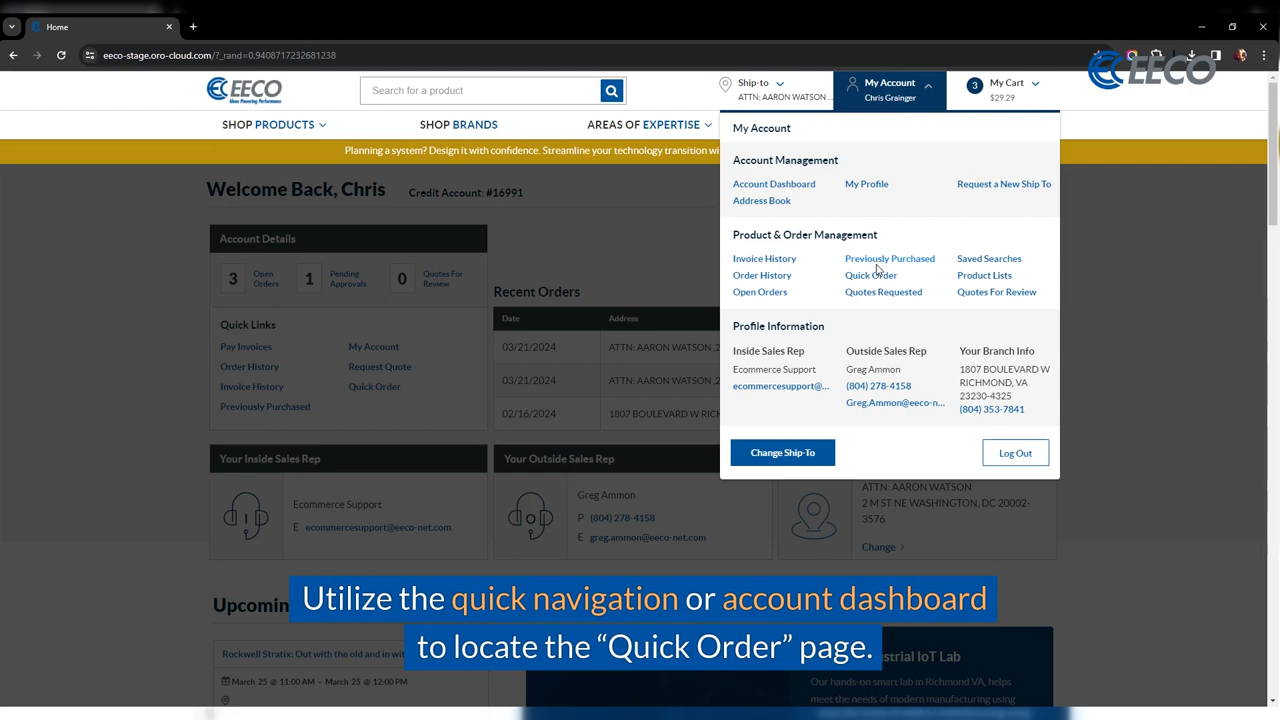 Home
eeco-stage.oro-cloud.com/?_rand=0.9408717232681238
EECO
Ideas Powering Performance
Search for a product
Ship-to
ATTN: AARON WATSON ...
My Account
Chris Grainger
3
My Cart
$29.29
EECO
SHOP PRODUCTS
SHOP BRANDS
AREAS OF EXPERTISE
Planning a system? Design it with confidence. Streamline your technology transition wi
My Account
Account Management
Account Dashboard
My Profile
Request a New Ship To
Address Book
Product & Order Management
Invoice History
Previously Purchased
Saved Searches
Order History
Quick Order
Product Lists
Open Orders
Quotes Requested
Quotes For Review
Profile Information
Inside Sales Rep
Outside Sales Rep
Your Branch Info
Ecommerce Support
Greg Ammon
1807 BOULEVARD W
RICHMOND, VA
23230-4325
ecommercesupport@...
(804) 278-4158
Greg.Ammon@eeco-n...
(804) 353-7841
Change Ship-To
Log Out
Welcome Back, Chris
Credit Account: #16991
Account Details
3
Open
Orders
1
Pending
Approvals
0
Quotes For
Review
Quick Links
Pay Invoices
My Account
Order History
Request Quote
Invoice History
Quick Order
Previously Purchased
Recent Orders
Date
Address
03/21/2024
ATTN: AARON WATSON ,2
03/21/2024
ATTN: AARON WATSON ,2
02/16/2024
1807 BOULEVARD W RICH
Your Inside Sales Rep
Ecommerce Support
E ecommercesupport@eeco-net.com
Your Outside Sales Rep
Greg Ammon
P (804) 278-4158
E greg.ammon@eeco-net.com
ATTN: AARON WATSON
2 M ST NE WASHINGTON, DC 20002-
3576
Change
Utilize the quick navigation or account dashboard
to locate the “Quick Order” page.
Upcomin
Rockwell Stratix: Out with the old and in wit
March 25 @ 11:00 AM — March 25 @ 12:00 PM
strial IoT Lab
Our hands-on smart lab in Richmond VA, helps
meet the needs of modern manufacturing using